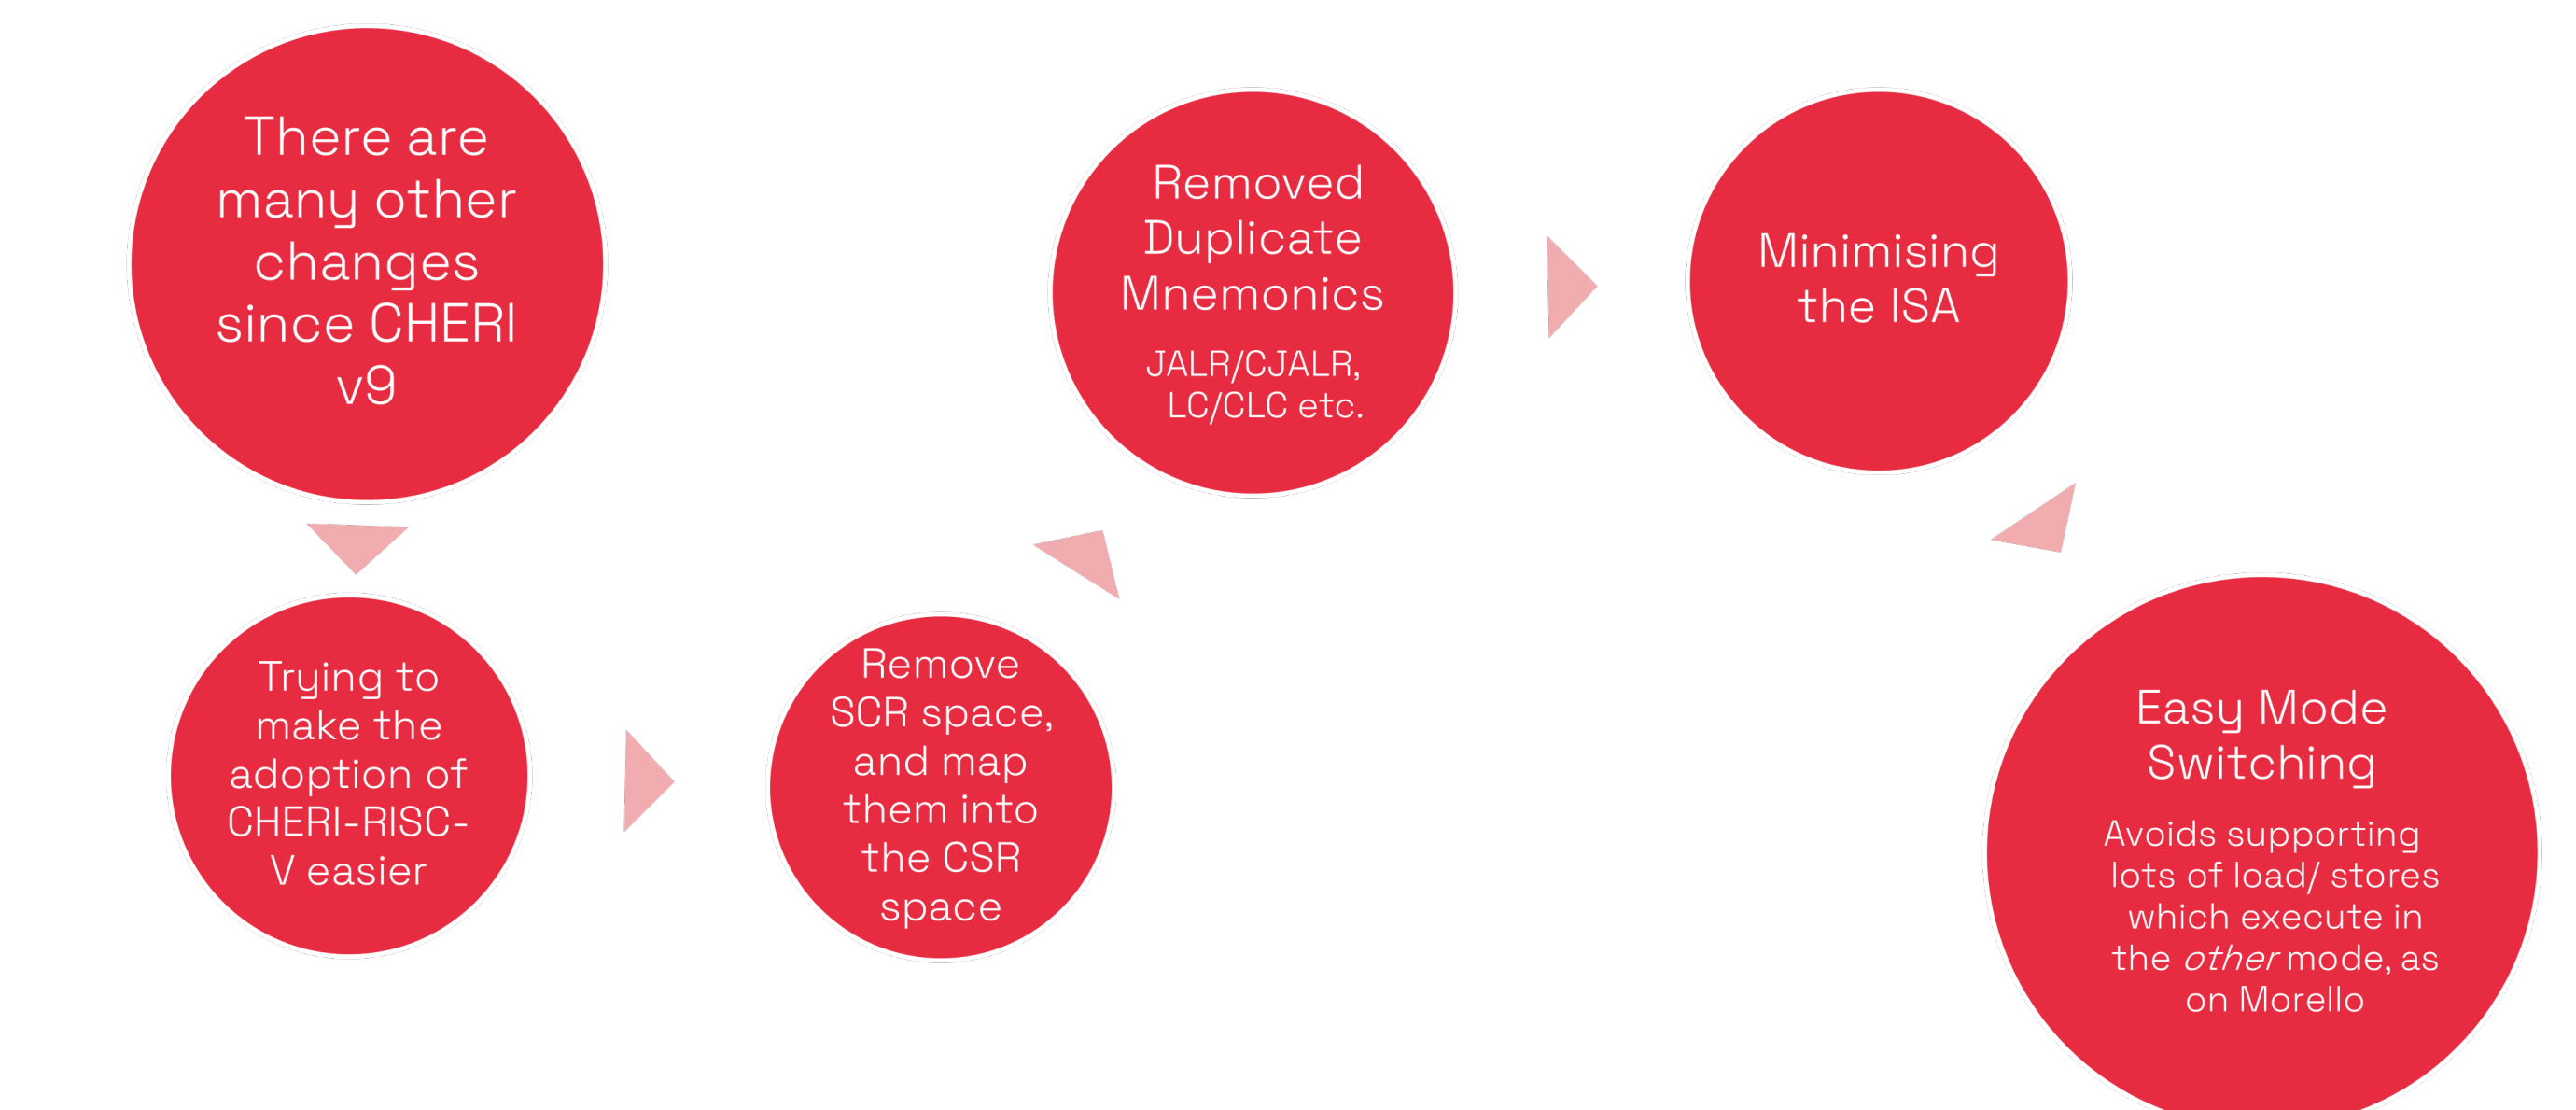 There are
many other
changes
since CHERI
v9
Trying to
make the
adoption of
CHERI-RISC-
V easier
Remove
SCR space,
and map
them into
the CSR
space
Removed
Duplicate
Mnemonics
JALR/CJALR,
LC/CLC etc.
Minimising
the ISA
Easy Mode
Switching
Avoids supporting
lots of load/ stores
which execute in
the other mode, as
on Morello